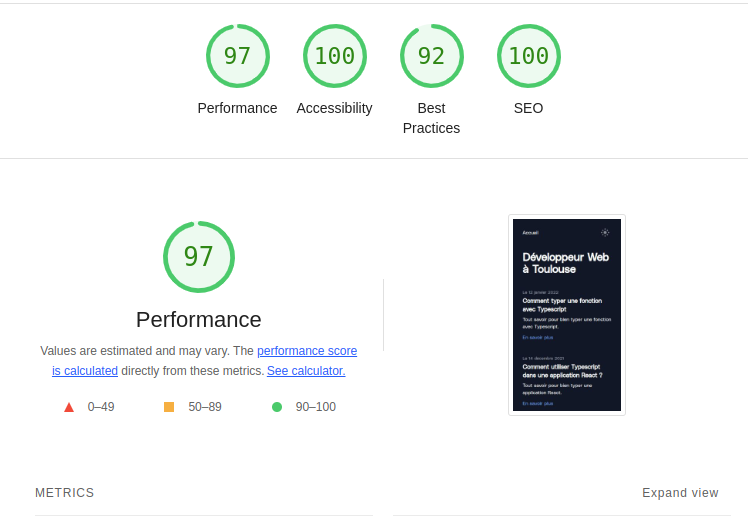 97 100 92 100
Performance Accessibility Best Practices SEO
97
Performance
Values are estimated and may vary. The performance score
is calculated directly from these metrics. See calculator.
0–49 50–89 90–100
Accueil
Développeur Web
à Toulouse
Le 12 janvier 2022
Comment typer une fonction
avec Typescript
Tout savoir pour bien typer une fonction
avec Typescript.
En savoir plus
Comment utiliser Typescript
dans une application React ?
Tout savoir pour bien typer une
application React.
En savoir plus
METRICS
Expand view